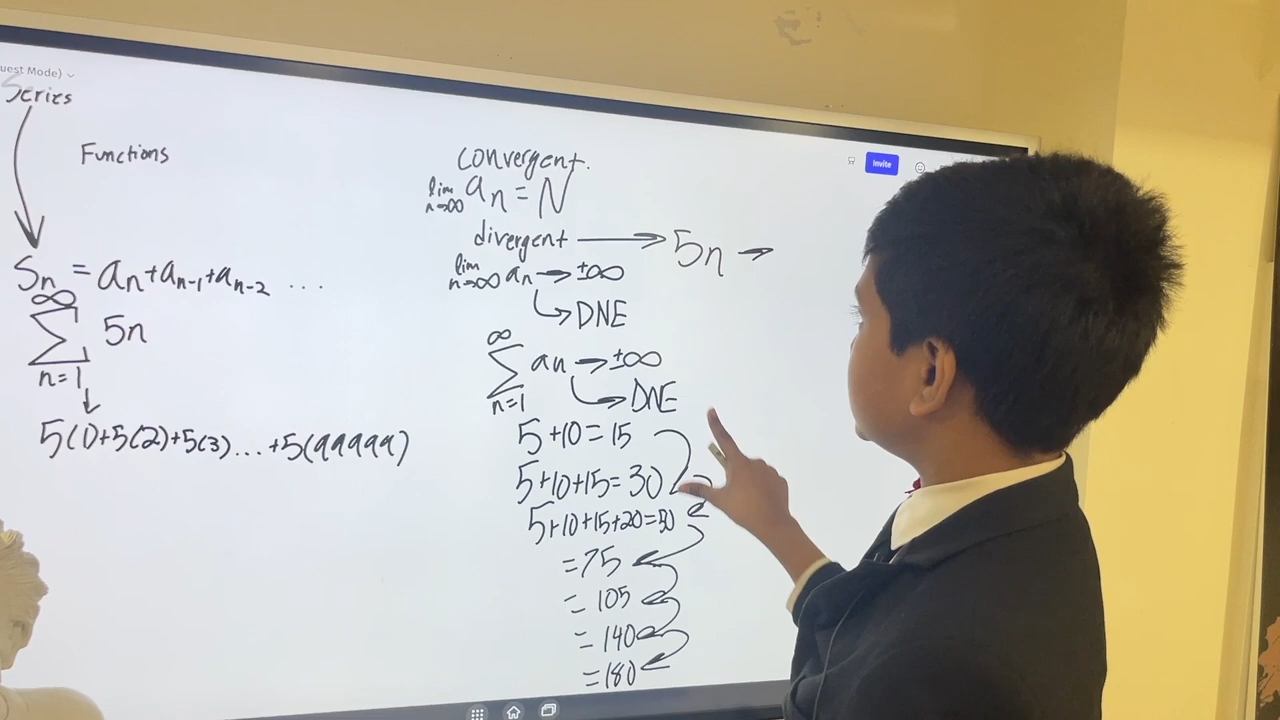 uest Mode)
Series
Functions
Sn = an+an-1+an-2 ...
∞
Σ 5n
n=1
5(1)+5(2)+5(3)...+5(99999)
convergent.
lim n→∞ an = N
divergent → 5n →
lim n→∞ an → ±∞
↳ DNE
∞
Σ an → ±∞
n=1 ↳ DNE
5+10=15
5+10+15=30
5+10+15+20=50
=75
=105
=140
=180
Invite